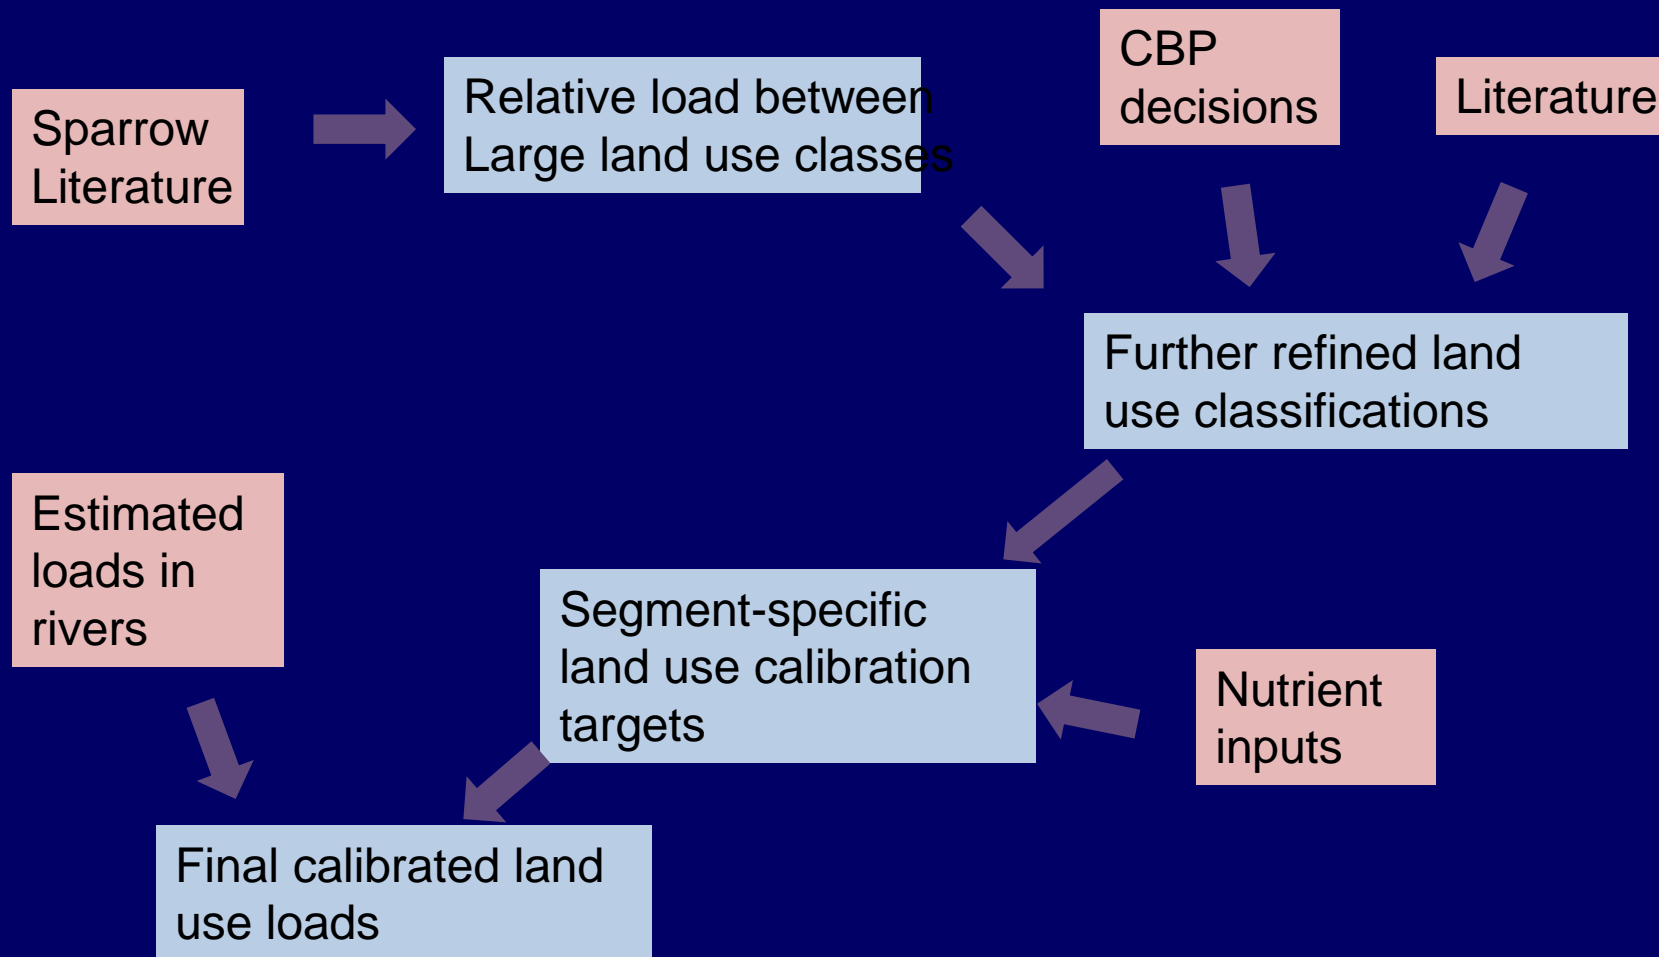 Sparrow
Literature
Relative load between
Large land use classes
CBP
decisions
Literature
Further refined land
use classifications
Estimated
loads in
rivers
Segment-specific
land use calibration
targets
Nutrient
inputs
Final calibrated land
use loads